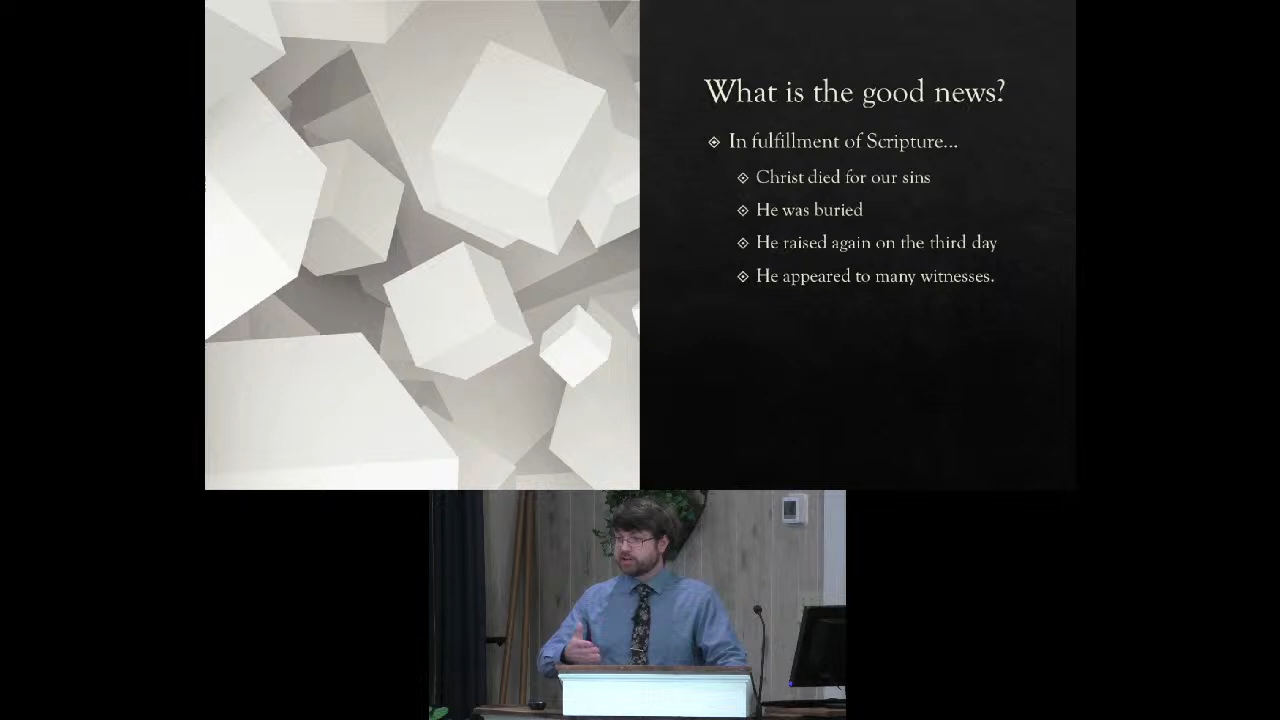 What is the good news?
In fulfillment of Scripture...
Christ died for our sins
He was buried
He raised again on the third day
He appeared to many witnesses.